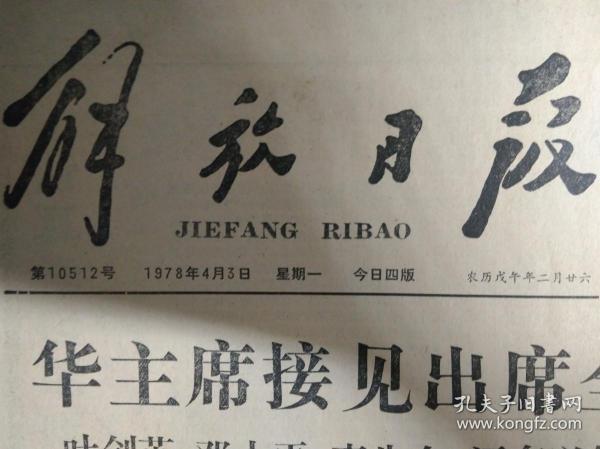 解放日报
JIEFANG RIBAO
第10512号 1978年4月3日 星期一 今日四版 农历戊午年二月廿六
华主席接见出席全
孔夫子旧书网
www.kongfz.com